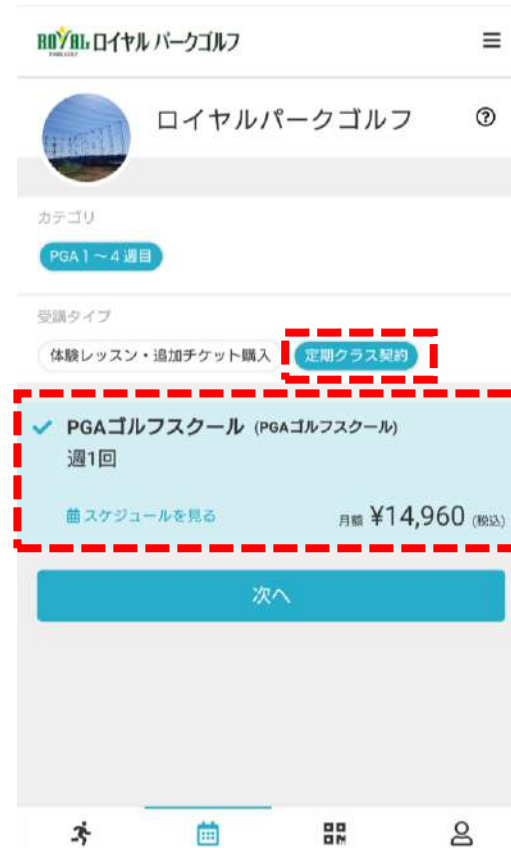 ROYAL ロイヤル パークゴルフ
PARK GOLF
ロイヤルパークゴルフ
カテゴリ
PGA1〜4週目
受講タイプ
体験レッスン・追加チケット購入 定期クラス契約
PGAゴルフスクール (PGAゴルフスクール)
週1回
スケジュールを見る 月額 ¥14,960 (税込)
次へ